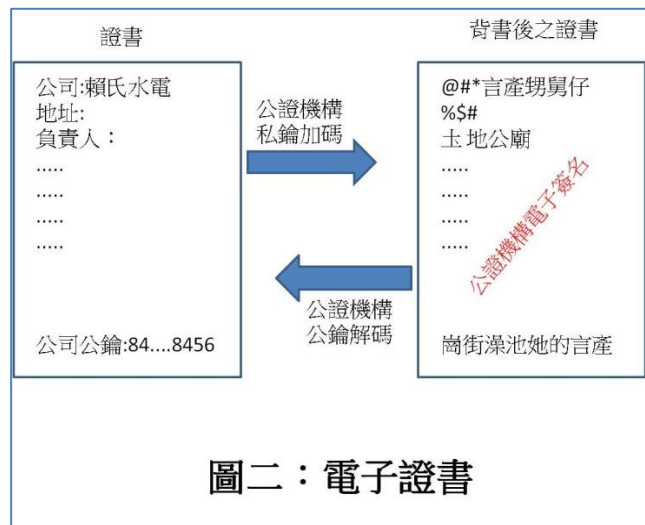 證書
公司:賴氏水電
地址:
負責人：
.....
.....
.....
.....
公司公鑰:84....8456
公證機構
私鑰加碼
公證機構
公鑰解碼
背書後之證書
@#*言產甥舅仔
%$#
土地公廟
.....
.....
.....
.....
公證機構電子簽名
崗街澡池她的言產
圖二：電子證書